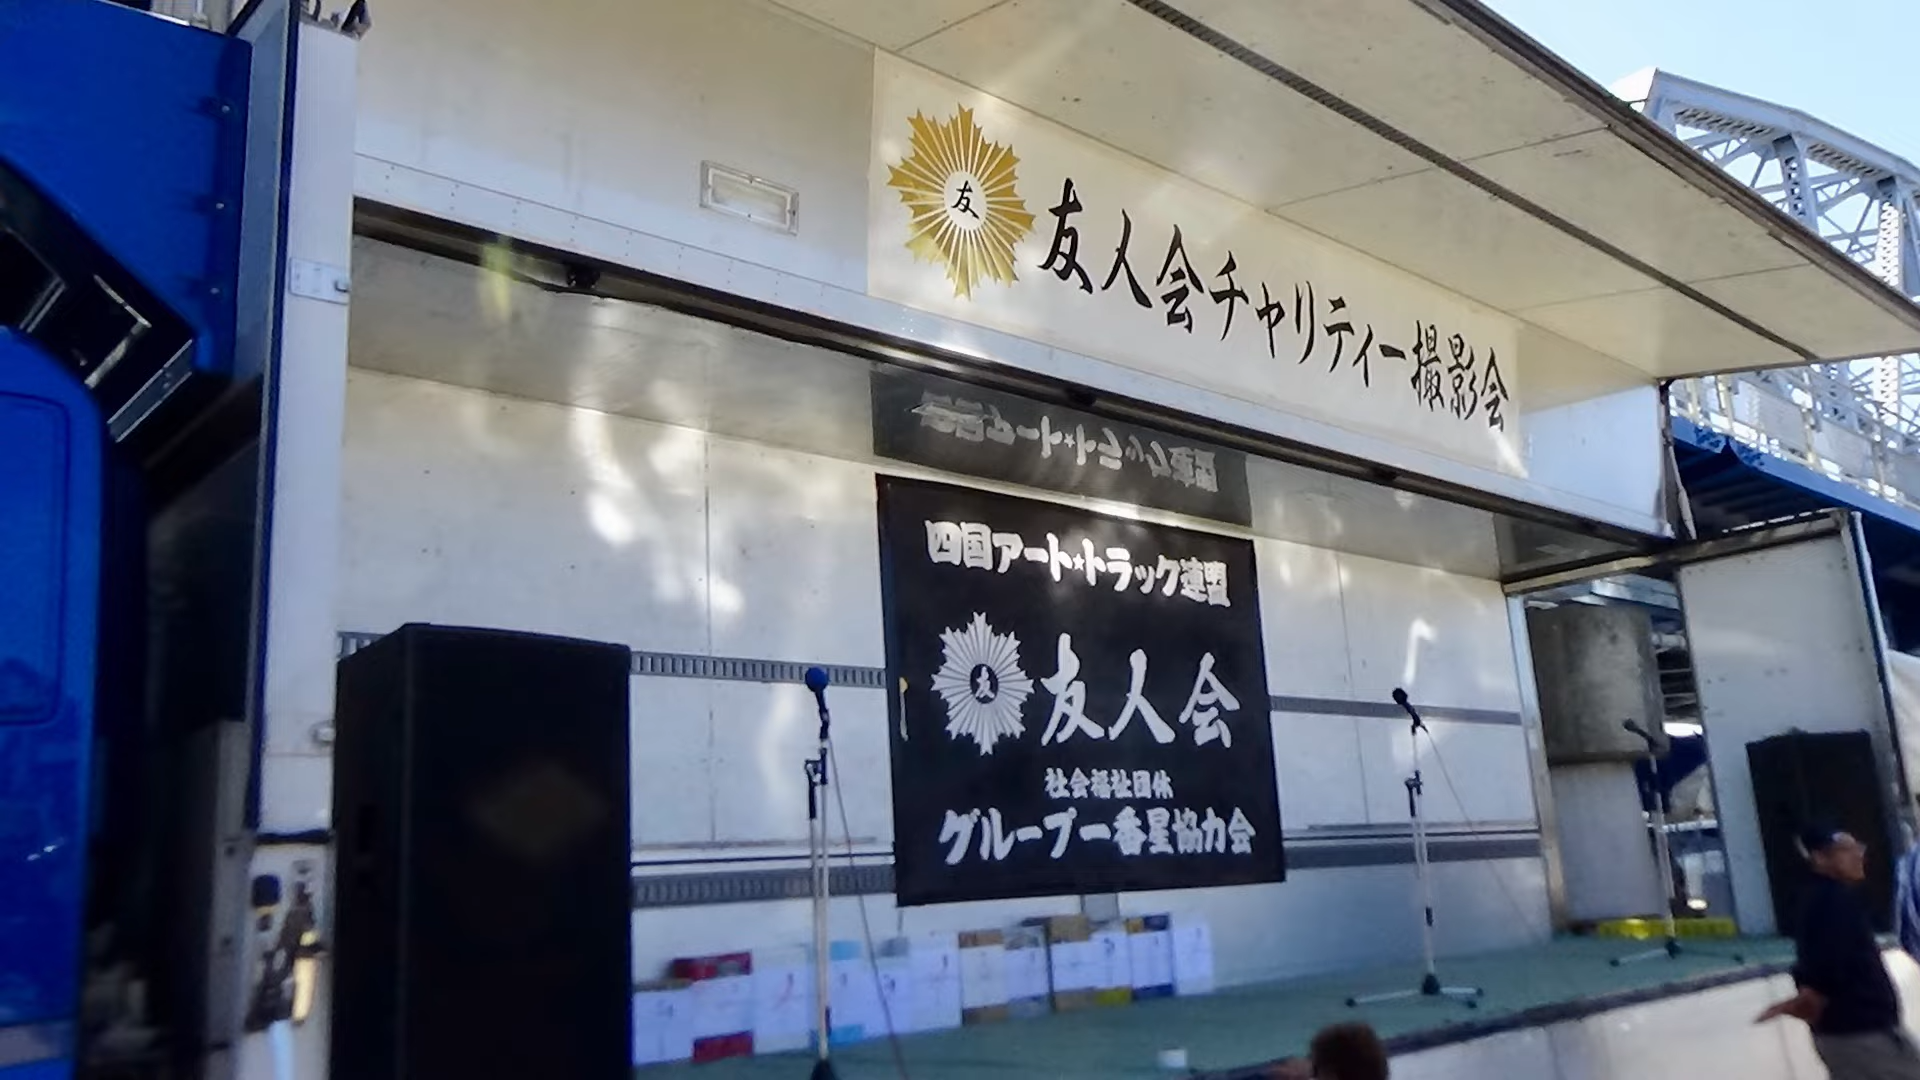 友
友人会チャリティー撮影会
四国アート★トラック連盟
友
友人会
社会福祉団体
グループ一番星協力会